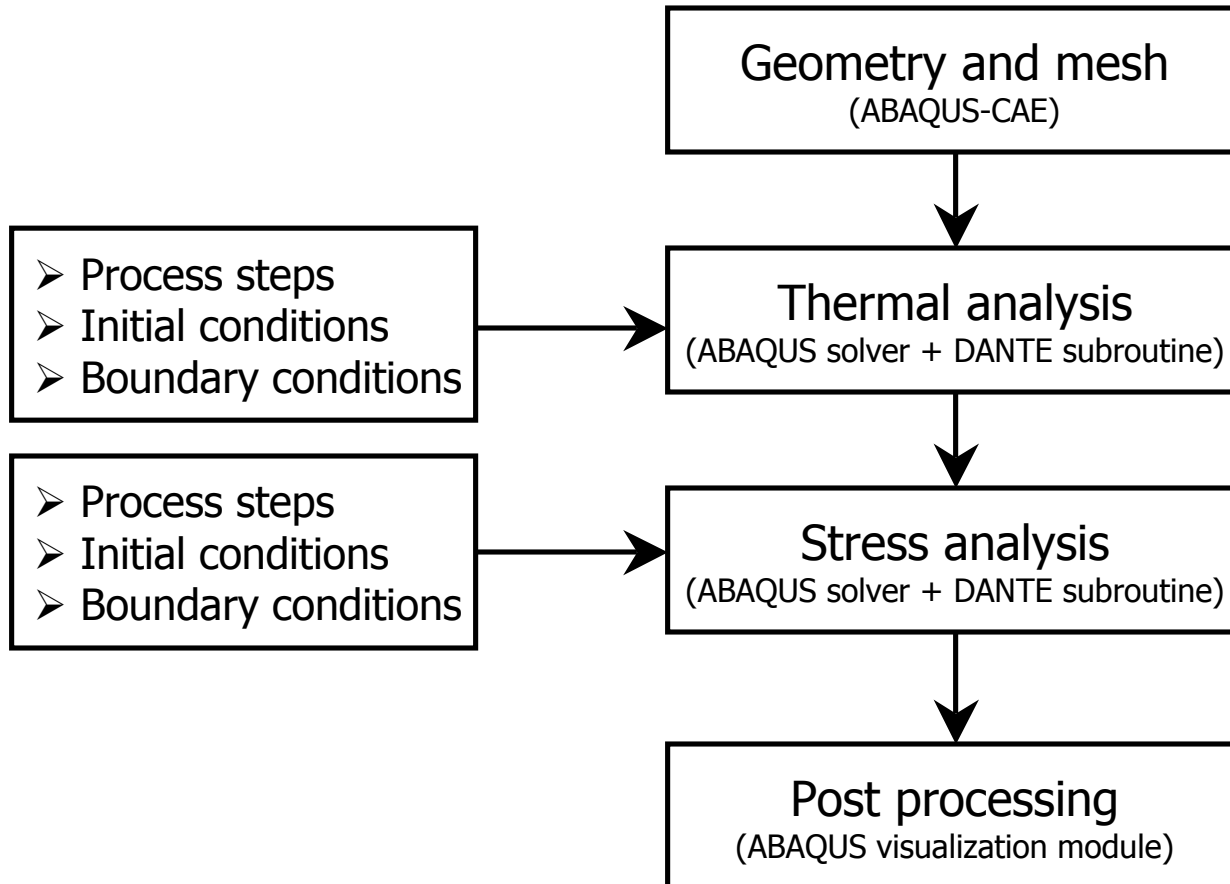 Geometry and mesh
(ABAQUS-CAE)
➢ Process steps
➢ Initial conditions
➢ Boundary conditions
Thermal analysis
(ABAQUS solver + DANTE subroutine)
➢ Process steps
➢ Initial conditions
➢ Boundary conditions
Stress analysis
(ABAQUS solver + DANTE subroutine)
Post processing
(ABAQUS visualization module)